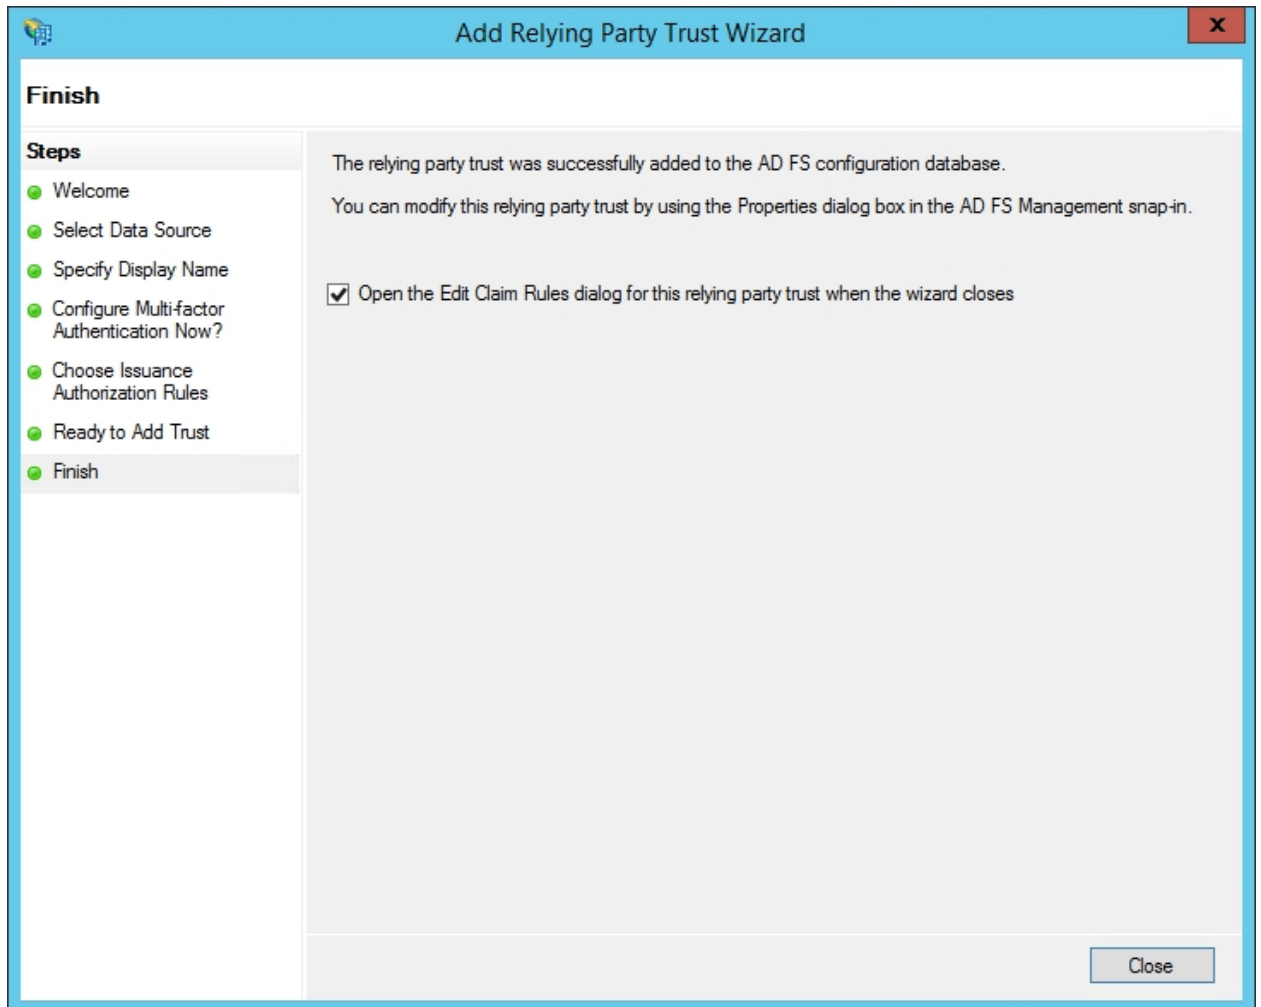 Add Relying Party Trust Wizard
X
Finish
Steps
Welcome
Select Data Source
Specify Display Name
Configure Multi-factor
Authentication Now?
Choose Issuance
Authorization Rules
Ready to Add Trust
Finish
The relying party trust was successfully added to the AD FS configuration database.
You can modify this relying party trust by using the Properties dialog box in the AD FS Management snap-in.
Open the Edit Claim Rules dialog for this relying party trust when the wizard closes
Close